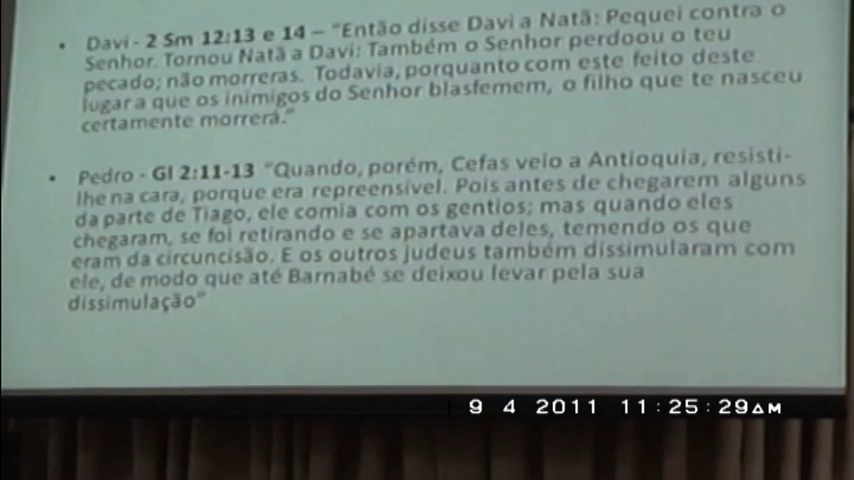 • Davi - 2 Sm 12:13 e 14 – "Então disse Davi a Natã: Pequei contra o
Senhor. Tornou Natã a Davi: Também o Senhor perdoou o teu
pecado; não morreras. Todavia, porquanto com este feito deste
lugar a que os inimigos do Senhor blasfemem, o filho que te nasceu
certamente morrerá."
• Pedro - Gl 2:11-13 "Quando, porém, Cefas veio a Antioquia, resisti-
lhe na cara, porque era repreensível. Pois antes de chegarem alguns
da parte de Tiago, ele comia com os gentios; mas quando eles
chegaram, se foi retirando e se apartava deles, temendo os que
eram da circuncisão. E os outros judeus também dissimularam com
ele, de modo que até Barnabé se deixou levar pela sua
dissimulação"
9 4 2011 11:25:29AM